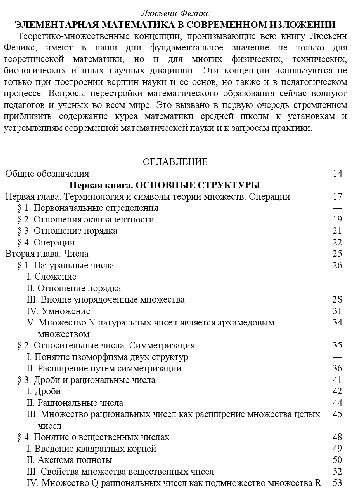 Люсьенн Феликс
ЭЛЕМЕНТАРНАЯ МАТЕМАТИКА В СОВРЕМЕННОМ ИЗЛОЖЕНИИ
Теоретико-множественные концепции, пронизывающие всю книгу Люсьенн
Феликс, имеют в наши дни фундаментальное значение не только для
теоретической математики, но и для многих физических, технических,
биологических и иных научных дисциплин. Эти концепции используются не
только при построении вершин науки и ее основ, но также и в педагогическом
процессе. Вопросы перестройки математического образования сейчас волнуют
педагогов и ученых во всем мире. Это вызвано в первую очередь стремлением
приблизить содержание курса математики средней школы к установкам и
устремлениям современной математической науки и к запросам практики.
ОГЛАВЛЕНИЕ
Общие обозначения 14
Первая книга. ОСНОВНЫЕ СТРУКТУРЫ
Первая глава. Терминология и символы теории множеств. Операции 17
§ 1. Первоначальные определения —
§ 2. Отношения эквивалентности 19
§ 3. Отношение порядка 21
§ 4. Операции 22
Вторая глава. Числа 25
§ 1. Натуральные числа 26
I. Сложение
II. Отношение порядка
III. Вполне упорядоченные множества 28
IV. Умножение 31
V. Множество N натуральных чисел является архимедовым 34
множеством
§ 2. Относительные числа. Симметризация 35
I. Понятие изоморфизма двух структур —
II. Расширение путем симметризации 36
§ 3. Дроби и рациональные числа 41
I. Дроби 42
II. Рациональные числа 44
III. Множество рациональных чисел как расширение множества целых 45
чисел
§ 4. Понятие о вещественных числах 48
I. Введение квадратных корней 49
II. Аксиома полноты 50
III. Свойства множества вещественных чисел 52
IV. Множество Q рациональных чисел как подмножество множества R 53